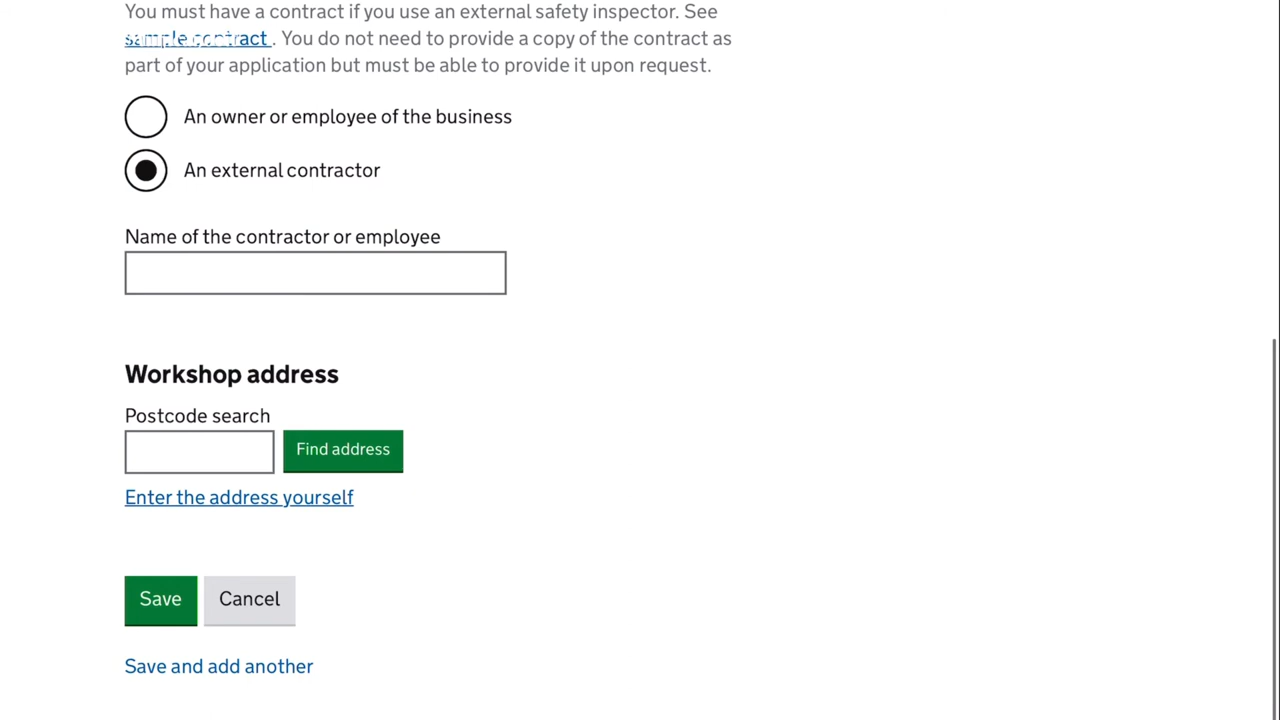 You must have a contract if you use an external safety inspector. See
sample contract . You do not need to provide a copy of the contract as
part of your application but must be able to provide it upon request.
An owner or employee of the business
An external contractor
Name of the contractor or employee
Workshop address
Postcode search
Find address
Enter the address yourself
Save
Cancel
Save and add another